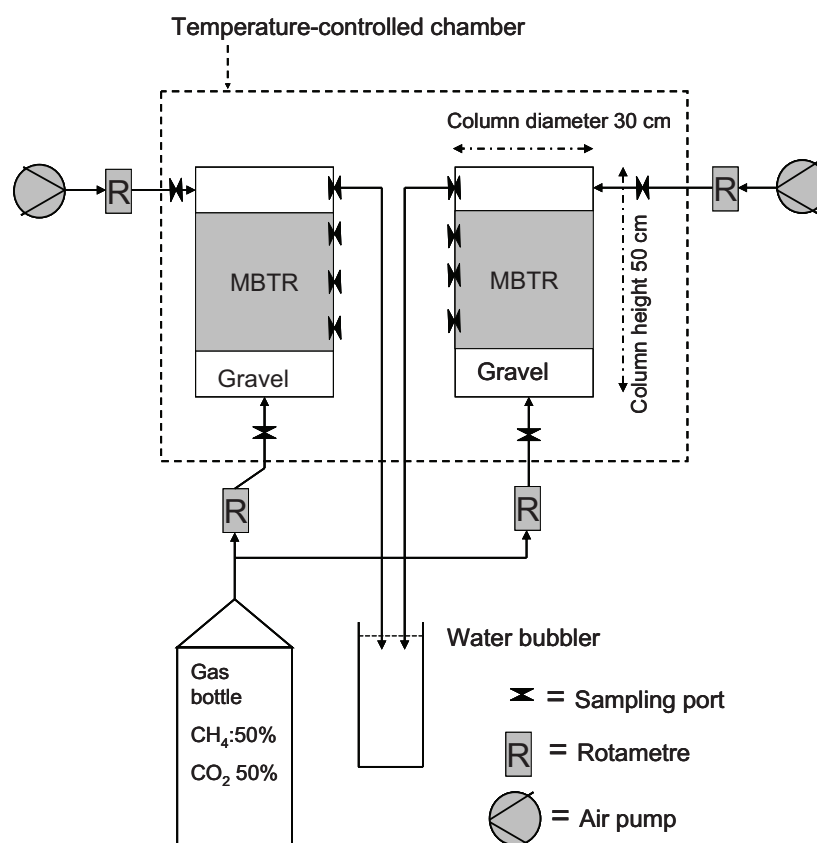 Temperature-controlled chamber
Column diameter 30 cm
R
R
MBTR
MBTR
Column height 50 cm
Gravel
Gravel
R
R
Gas
bottle
CH₄:50%
CO₂ 50%
Water bubbler
= Sampling port
R = Rotametre
= Air pump